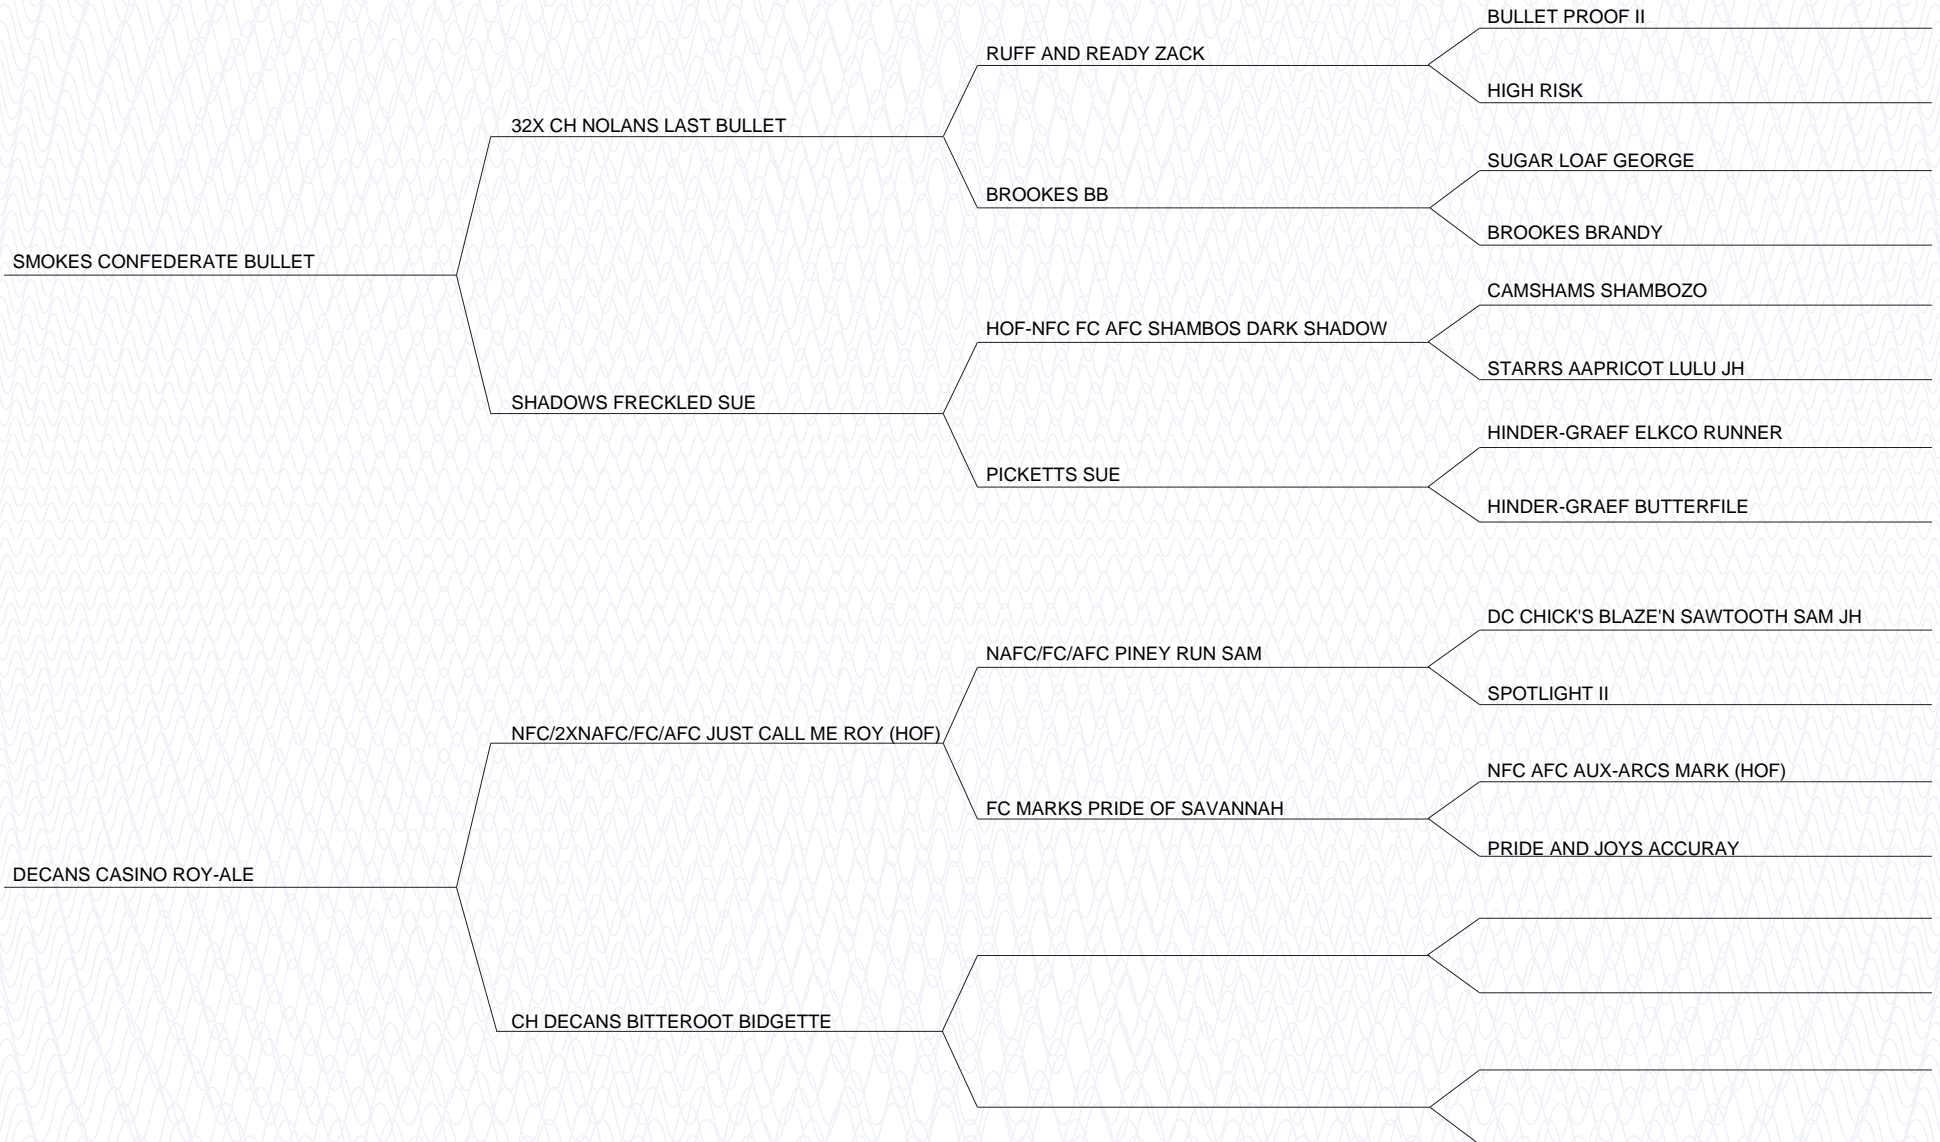 BULLET PROOF II
RUFF AND READY ZACK
HIGH RISK
32X CH NOLANS LAST BULLET
SUGAR LOAF GEORGE
BROOKES BB
BROOKES BRANDY
SMOKES CONFEDERATE BULLET
CAMSHAMS SHAMBOZO
HOF-NFC FC AFC SHAMBOS DARK SHADOW
STARRS AAPRICOT LULU JH
SHADOWS FRECKLED SUE
HINDER-GRAEF ELKCO RUNNER
PICKETTS SUE
HINDER-GRAEF BUTTERFILE
DC CHICK'S BLAZE'N SAWTOOTH SAM JH
NAFC/FC/AFC PINEY RUN SAM
SPOTLIGHT II
NFC/2XNAFC/FC/AFC JUST CALL ME ROY (HOF)
NFC AFC AUX-ARCS MARK (HOF)
FC MARKS PRIDE OF SAVANNAH
PRIDE AND JOYS ACCURAY
DECANS CASINO ROY-ALE
CH DECANS BITTEROOT BIDGETTE